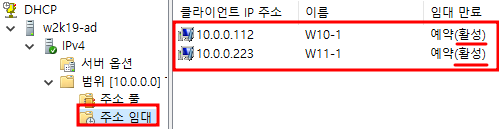 DHCP
w2k19-ad
IPv4
서버 옵션
범위 [10.0.0.0] T
주소 풀
주소 임대
클라이언트 IP 주소 이름 임대 만료
10.0.0.112 W10-1 예약(활성)
10.0.0.223 W11-1 예약(활성)